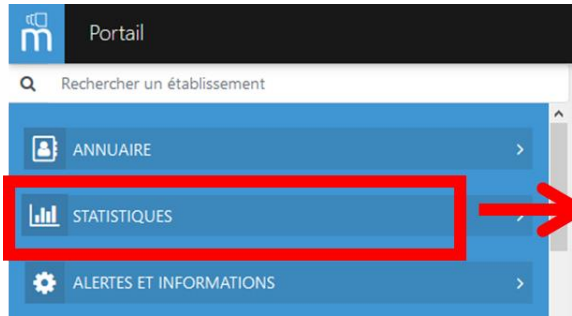 m Portail
Rechercher un établissement
ANNUAIRE
STATISTIQUES
ALERTES ET INFORMATIONS